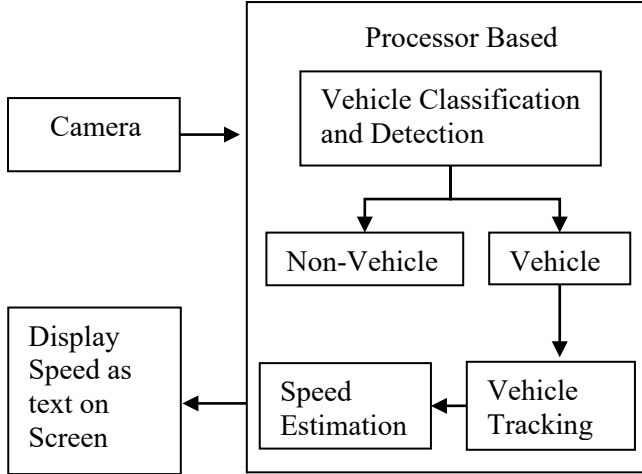 Processor Based
Camera
Vehicle Classification
and Detection
Non-Vehicle
Vehicle
Display
Speed as
text on
Screen
Speed
Estimation
Vehicle
Tracking